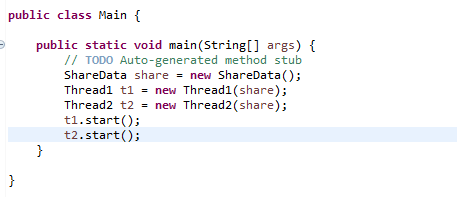 public class Main {
public static void main(String[] args) {
// TODO Auto-generated method stub
ShareData share = new ShareData();
Thread1 t1 = new Thread1(share);
Thread2 t2 = new Thread2(share);
t1.start();
t2.start();
}
}